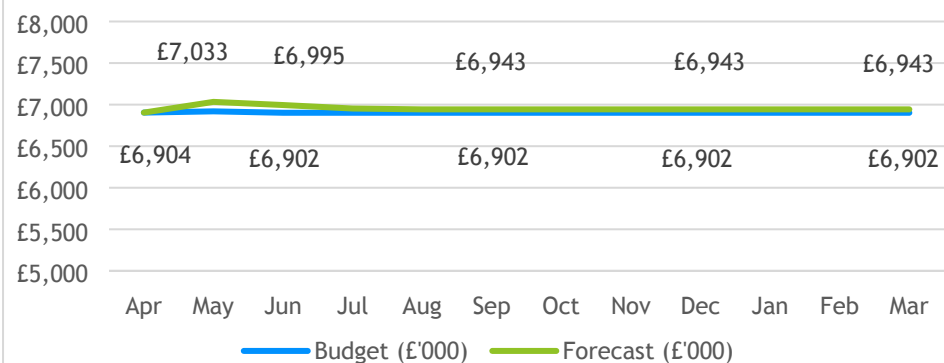 £8,000
£7,500
£7,000
£6,500
£6,000
£5,500
£5,000
£7,033 £6,995 £6,943 £6,943 £6,943
£6,904 £6,902 £6,902 £6,902 £6,902
Apr May Jun Jul Aug Sep Oct Nov Dec Jan Feb Mar
Budget (£'000) Forecast (£'000)